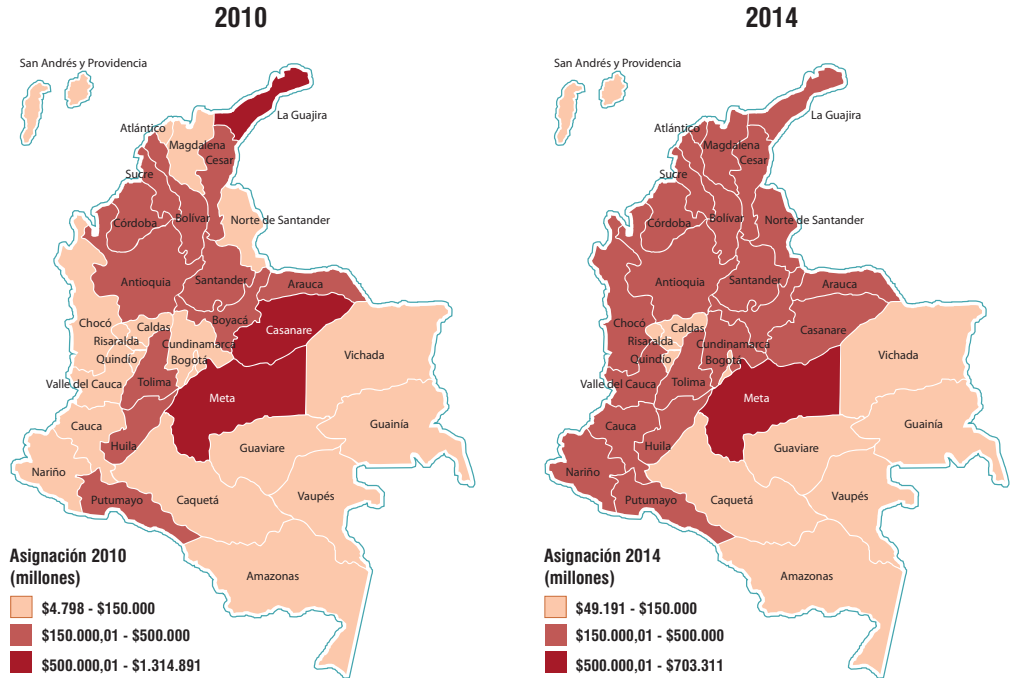 2010
San Andrés y Providencia
La Guajira
Atlántico
Magdalena
Cesar
Sucre
Córdoba
Bolívar
Norte de Santander
Antioquia
Santander
Arauca
Boyacá
Chocó
Caldas
Casanare
Risaralda
Cundinamarca
Quindío
Bogotá
Vichada
Valle del Cauca
Tolima
Meta
Cauca
Guainía
Huila
Guaviare
Nariño
Putumayo
Caquetá
Vaupés
Amazonas
Asignación 2010
(millones)
$4.798 - $150.000
$150.000,01 - $500.000
$500.000,01 - $1.314.891
2014
San Andrés y Providencia
La Guajira
Atlántico
Magdalena
Cesar
Sucre
Córdoba
Bolívar
Norte de Santander
Antioquia
Santander
Arauca
Chocó
Caldas
Casanare
Risaralda
Cundinamarca
Quindío
Bogotá
Vichada
Valle del Cauca
Tolima
Meta
Cauca
Guainía
Huila
Guaviare
Nariño
Putumayo
Caquetá
Vaupés
Amazonas
Asignación 2014
(millones)
$49.191 - $150.000
$150.000,01 - $500.000
$500.000,01 - $703.311